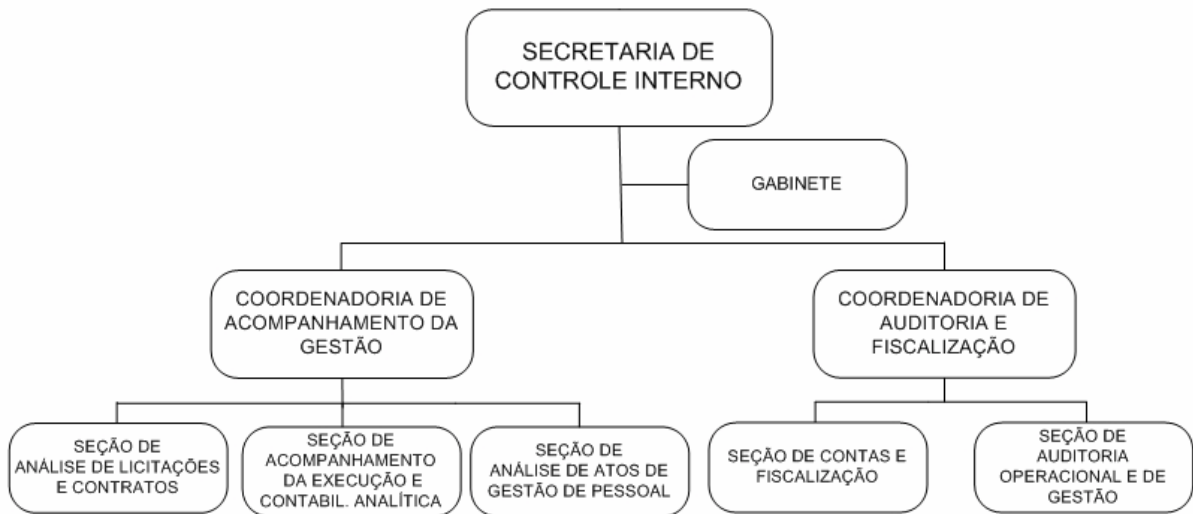 SECRETARIA DE
CONTROLE INTERNO
GABINETE
COORDENADORIA DE
ACOMPANHAMENTO DA
GESTÃO
COORDENADORIA DE
AUDITORIA E
FISCALIZAÇÃO
SEÇÃO DE
ANÁLISE DE LICITAÇÕES
E CONTRATOS
SEÇÃO DE
ACOMPANHAMENTO
DA EXECUÇÃO E
CONTABIL. ANALÍTICA
SEÇÃO DE
ANÁLISE DE ATOS DE
GESTÃO DE PESSOAL
SEÇÃO DE CONTAS E
FISCALIZAÇÃO
SEÇÃO DE
AUDITORIA
OPERACIONAL E DE
GESTÃO